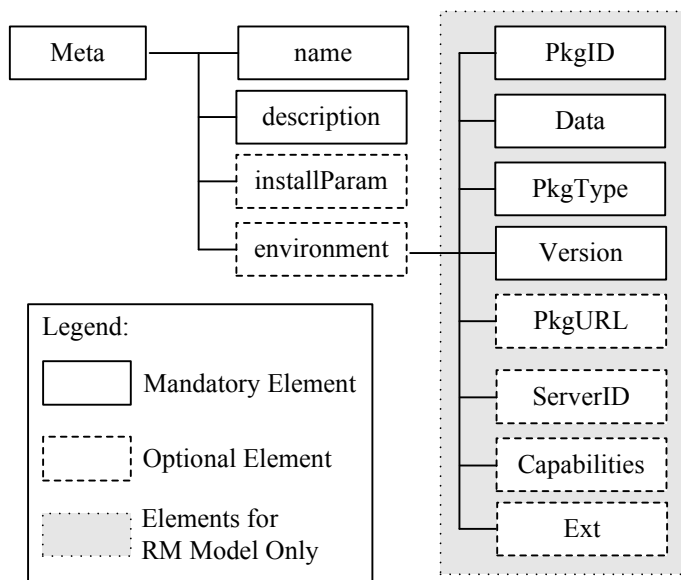 Meta
name
description
installParam
environment
PkgID
Data
PkgType
Version
PkgURL
ServerID
Capabilities
Ext
Legend:
Mandatory Element
Optional Element
Elements for
RM Model Only